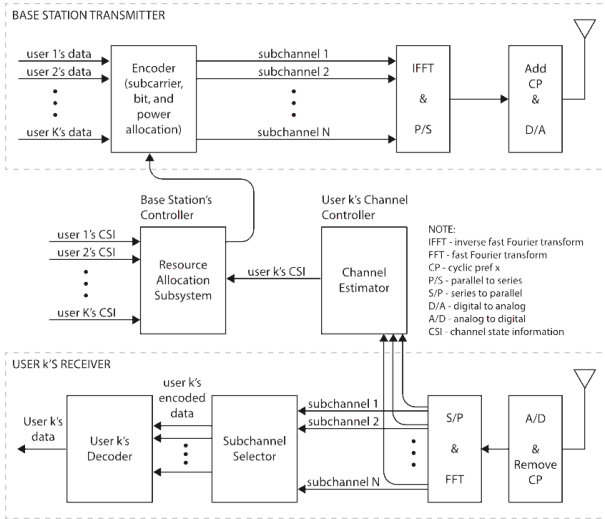 BASE STATION TRANSMITTER
user 1's data
user 2's data
user K's data
Encoder
(subcarrier,
bit, and
power
allocation)
subchannel 1
subchannel 2
subchannel N
IFFT
&
P/S
Add
CP
&
D/A
Base Station's
Controller
user 1's CSI
user 2's CSI
user K's CSI
Resource
Allocation
Subsystem
user k's CSI
User k's Channel
Controller
Channel
Estimator
NOTE:
IFFT - inverse fast Fourier transform
FFT - fast Fourier transform
CP - cyclic pref x
P/S - parallel to series
S/P - series to parallel
D/A - digital to analog
A/D - analog to digital
CSI - channel state information
USER k'S RECEIVER
User k's
data
User k's
Decoder
user k's
encoded
data
Subchannel
Selector
subchannel 1
subchannel 2
subchannel N
S/P
&
FFT
A/D
&
Remove
CP